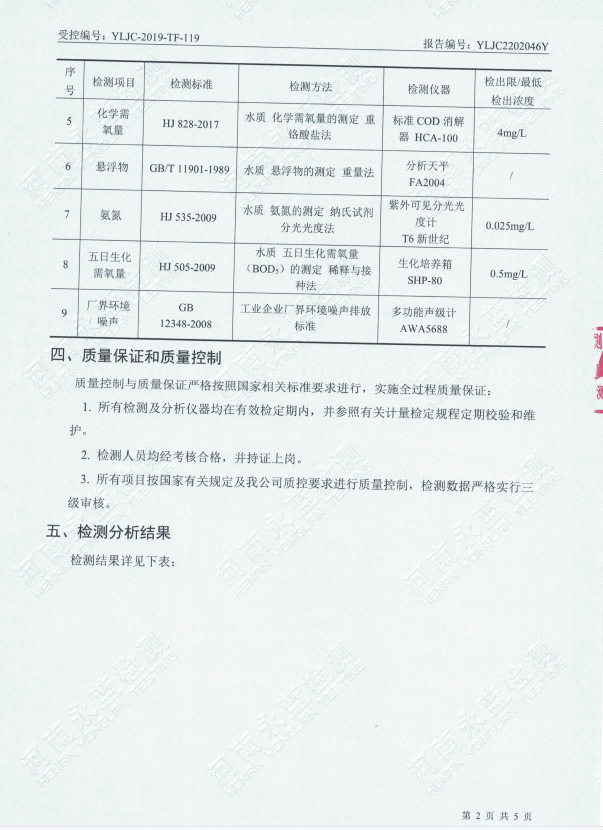 受控编号：YLJC-2019-TF-119
报告编号：YLJC2202046Y
序号 检测项目 检测标准 检测方法 检测仪器 检出限/最低检出浓度
5 化学需氧量 HJ 828-2017 水质 化学需氧量的测定 重铬酸盐法 标准 COD 消解器 HCA-100 4mg/L
6 悬浮物 GB/T 11901-1989 水质 悬浮物的测定 重量法 分析天平 FA2004 /
7 氨氮 HJ 535-2009 水质 氨氮的测定 纳氏试剂分光光度法 紫外可见分光光度计 T6 新世纪 0.025mg/L
8 五日生化需氧量 HJ 505-2009 水质 五日生化需氧量（BOD₅）的测定 稀释与接种法 生化培养箱 SHP-80 0.5mg/L
9 厂界环境噪声 GB 12348-2008 工业企业厂界环境噪声排放标准 多功能声级计 AWA5688 /
四、质量保证和质量控制
质量控制与质量保证严格按照国家相关标准要求进行，实施全过程质量保证：
1. 所有检测及分析仪器均在有效检定期内，并参照有关计量检定规程定期校验和维
护。
2. 检测人员均经考核合格，并持证上岗。
3. 所有项目按国家有关规定及我公司质控要求进行质量控制，检测数据严格实行三
级审核。
五、检测分析结果
检测结果详见下表：
河南永蓝检测
HENAN YONGLAN TESTING
第 2 页 共 5 页